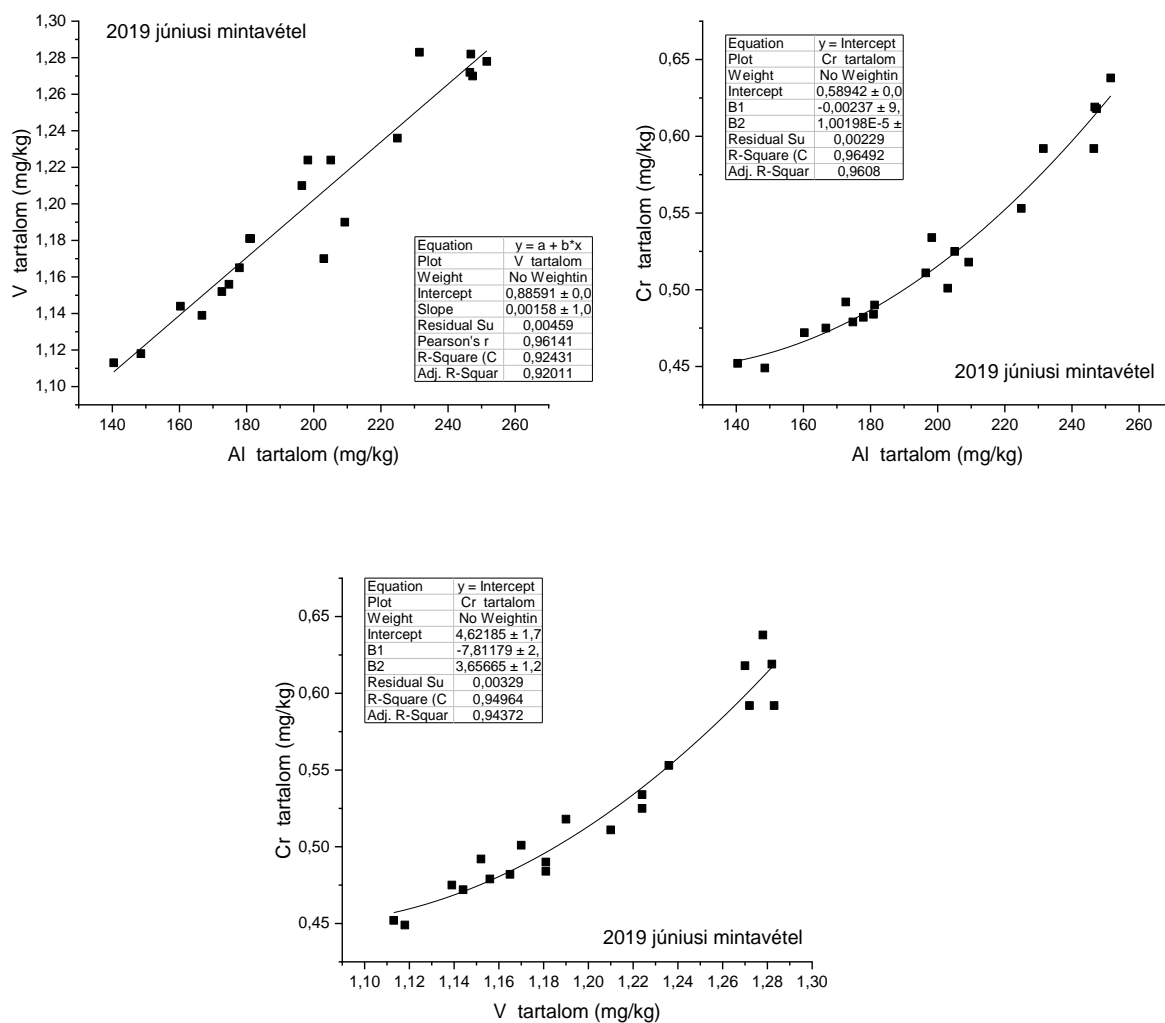 2019 júniusi mintavétel
1,30
1,28
1,26
1,24
1,22
1,20
1,18
1,16
1,14
1,12
1,10
V tartalom (mg/kg)
Equation y = a + b*x
Plot V tartalom
Weight No Weightin
Intercept 0,88591 ± 0,0
Slope 0,00158 ± 1,0
Residual Su 0,00459
Pearson's r 0,96141
R-Square (C 0,92431
Adj. R-Squar 0,92011
140 160 180 200 220 240 260
Al tartalom (mg/kg)
0,65
0,60
0,55
0,50
0,45
Cr tartalom (mg/kg)
Equation y = Intercept
Plot Cr tartalom
Weight No Weightin
Intercept 0,58942 ± 0,0
B1 -0,00237 ± 9,
B2 1,00198E-5 ±
Residual Su 0,00229
R-Square (C 0,96492
Adj. R-Squar 0,9608
2019 júniusi mintavétel
140 160 180 200 220 240 260
Al tartalom (mg/kg)
0,65
0,60
0,55
0,50
0,45
Cr tartalom (mg/kg)
Equation y = Intercept
Plot Cr tartalom
Weight No Weightin
Intercept 4,62185 ± 1,7
B1 -7,81179 ± 2,
B2 3,65665 ± 1,2
Residual Su 0,00329
R-Square (C 0,94964
Adj. R-Squar 0,94372
2019 júniusi mintavétel
1,10 1,12 1,14 1,16 1,18 1,20 1,22 1,24 1,26 1,28 1,30
V tartalom (mg/kg)